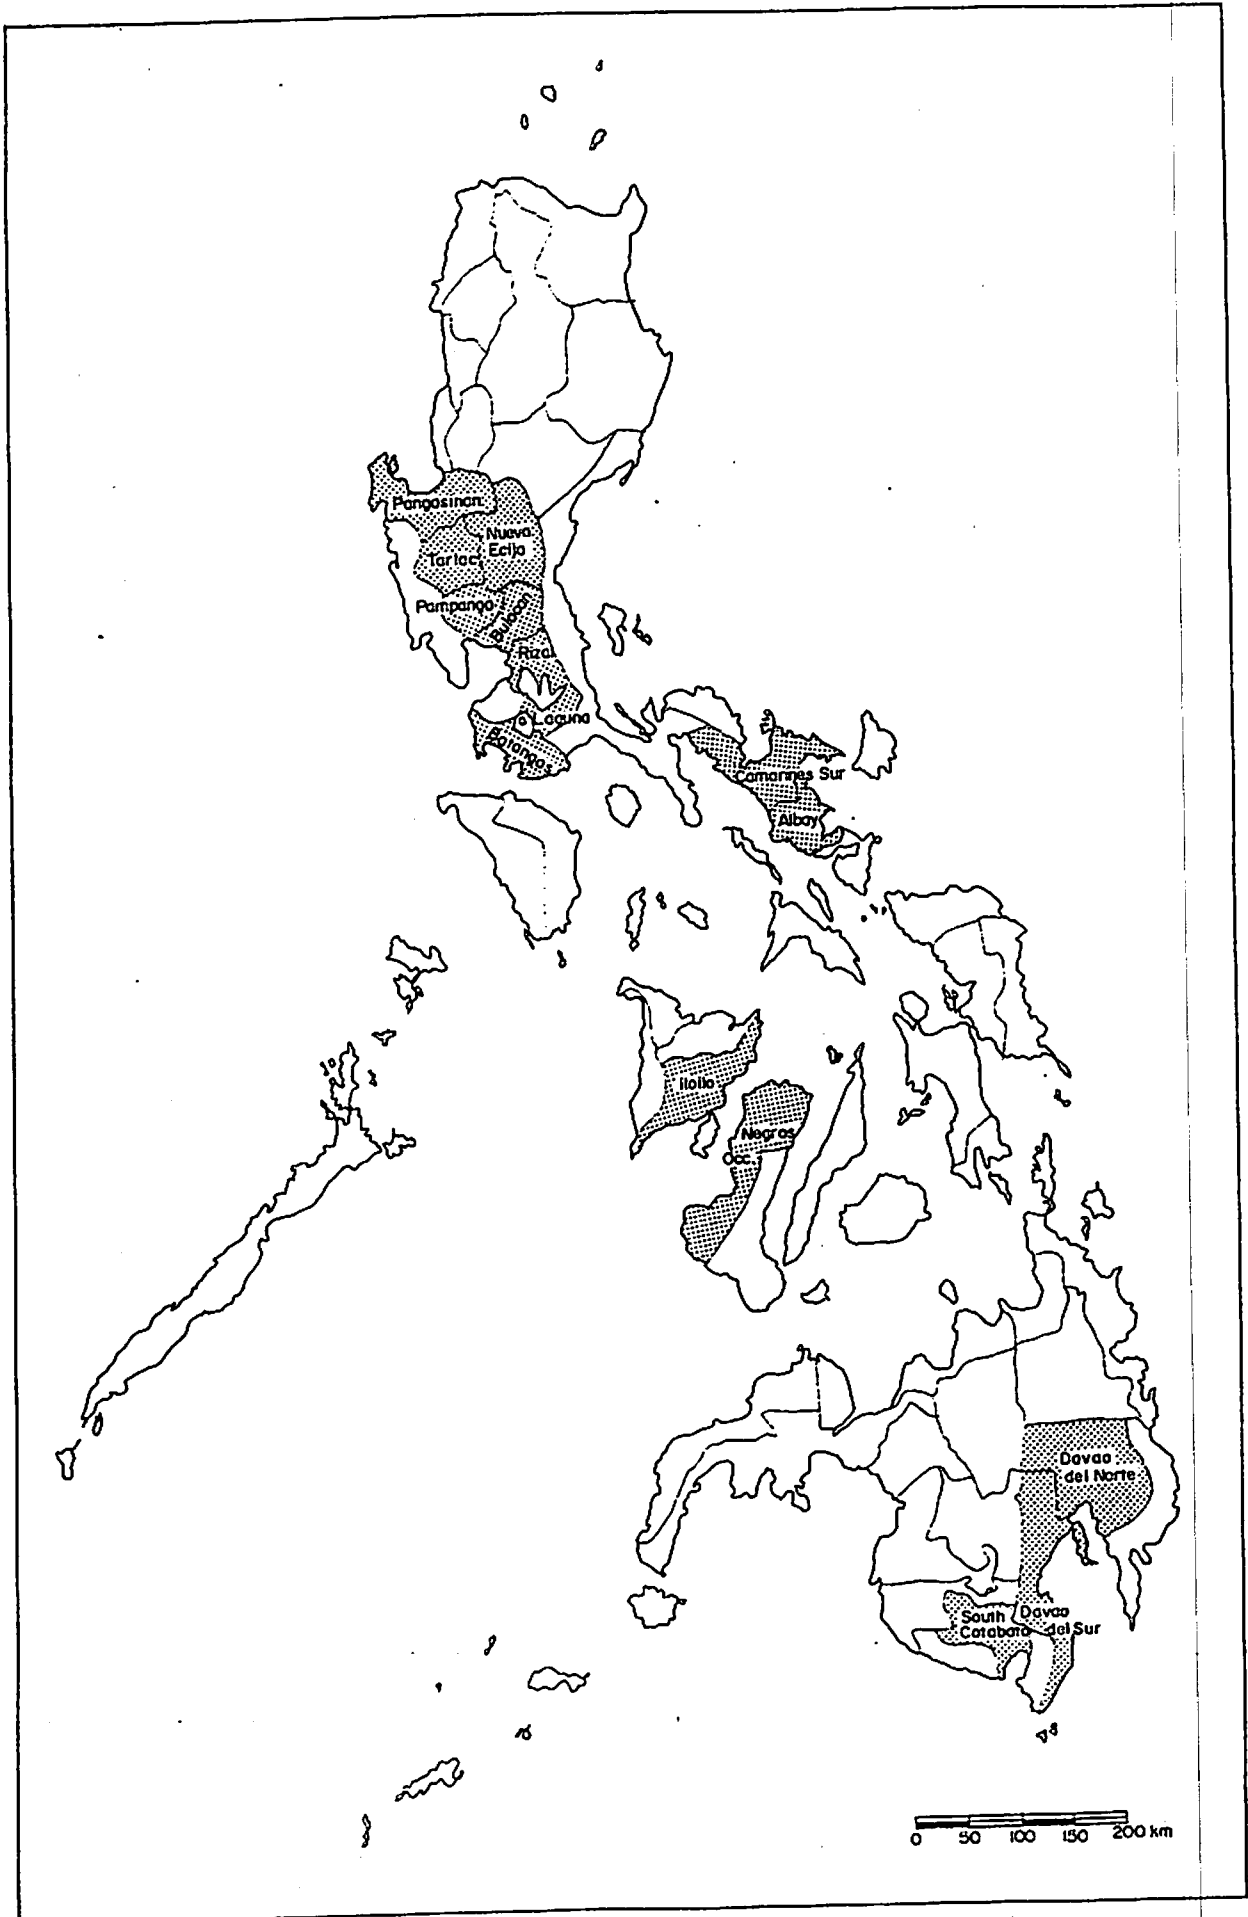 Pangasinan
Nueva
Ecija
Tarlac
Pampanga
Bulacan
Rizal
Laguna
Batangas
Camarines Sur
Albay
Iloilo
Negros
Occ.
Davao
del Norte
South
Cotabato
Davao
del Sur
0 50 100 150 200 km